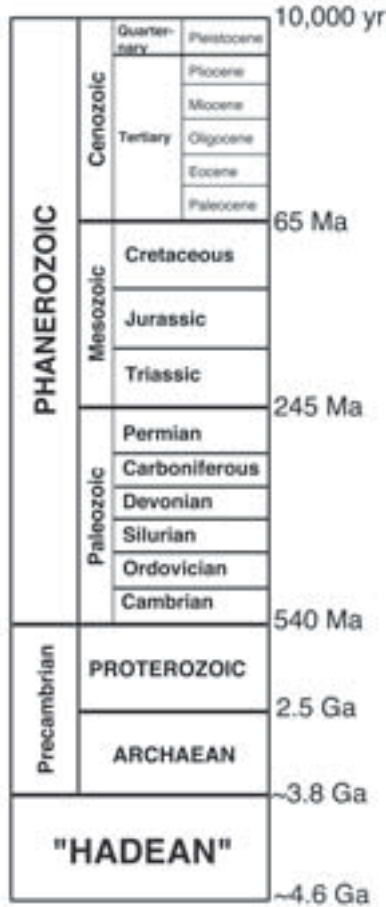 10,000 yr
PHANEROZOIC
Cenozoic
Quarter-
nary
Pleistocene
Tertiary
Pliocene
Miocene
Oligocene
Eocene
Paleocene
65 Ma
Mesozoic
Cretaceous
Jurassic
Triassic
245 Ma
Paleozoic
Permian
Carboniferous
Devonian
Silurian
Ordovician
Cambrian
540 Ma
Precambrian
PROTEROZOIC
2.5 Ga
ARCHAEAN
~3.8 Ga
"HADEAN"
~4.6 Ga